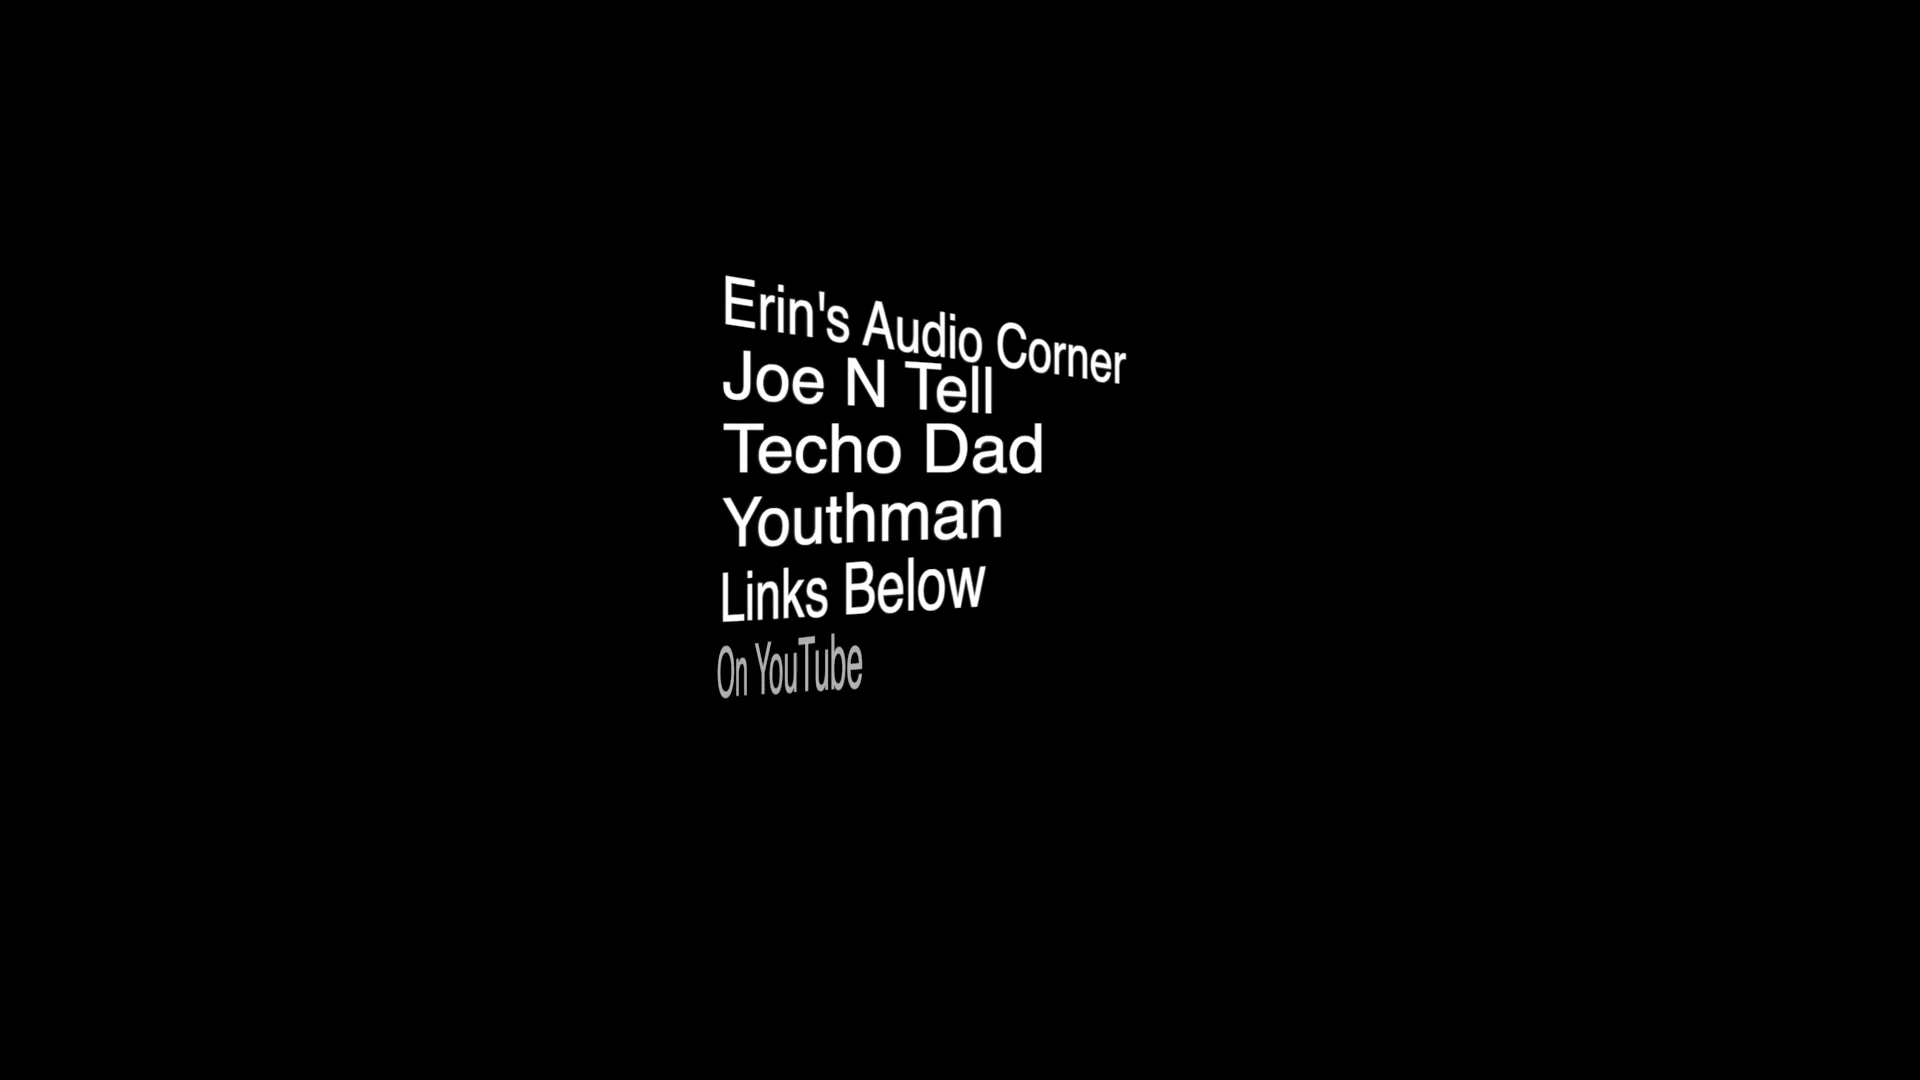 Erin's Audio Corner
Joe N Tell
Techo Dad
Youthman
Links Below
On YouTube